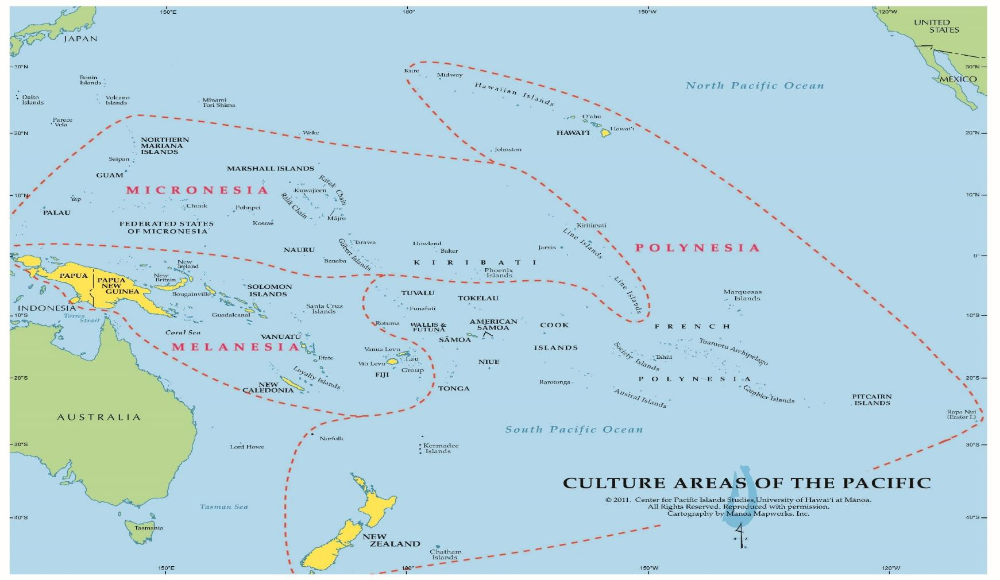 150°E
180°
150°W
120°W
UNITED
STATES
JAPAN
30°N
30°N
MEXICO
Kure
Midway
Hawaiian Islands
North Pacific Ocean
Bonin
Islands
Daito
Islands
Volcano
Islands
Minami
Tori Shima
Parece
Vela
O'ahu
Hawai'i
HAWAI'I
20°N
20°N
Wake
NORTHERN
MARIANA
ISLANDS
Johnston
Saipan
GUAM
MARSHALL ISLANDS
Ratak Chain
MICRONESIA
Kuwajleen
Rālik Chain
10°N
10°N
Yap
Chuuk
Pohnpei
PALAU
Kosrae
Mājro
FEDERATED STATES
OF MICRONESIA
Kiritimati
Line Islands
POLYNESIA
Tarawa
Gilbert Islands
Howland
Baker
Jarvis
NAURU
0°
Banaba
KIRIBATI
Phoenix
Islands
Line Islands
New
Ireland
PAPUA
PAPUA
NEW
GUINEA
New
Britain
Bougainville
SOLOMON
ISLANDS
TUVALU
TOKELAU
Marquesas
Islands
INDONESIA
Torres
Strait
Santa Cruz
Islands
Funafuti
Guadalcanal
10°S
10°S
Rotuma
WALLIS &
FUTUNA
AMERICAN
SĀMOA
COOK
FRENCH
Coral Sea
VANUATU
SĀMOA
MELANESIA
ISLANDS
Tuamotu Archipelago
Society Islands
Tahiti
Vanua Levu
Efate
Viti Levu
Lau
Group
NIUE
FIJI
Loyalty Islands
20°S
20°S
NEW
CALEDONIA
Rarotonga
POLYNESIA
TONGA
Austral Islands
Gambier Islands
PITCAIRN
ISLANDS
Rapa Nui
(Easter I.)
AUSTRALIA
South Pacific Ocean
Norfolk
30°S
30°S
Lord Howe
Kermadec
Islands
CULTURE AREAS OF THE PACIFIC
© 2011. Center for Pacific Islands Studies, University of Hawai'i at Mānoa.
All Rights Reserved. Reproduced with permission.
Cartography by Manoa Mapworks, Inc.
Tasman Sea
40°S
40°S
Tasmania
NEW
ZEALAND
W
E
Chatham
Islands
150°E
180°
150°W
120°W